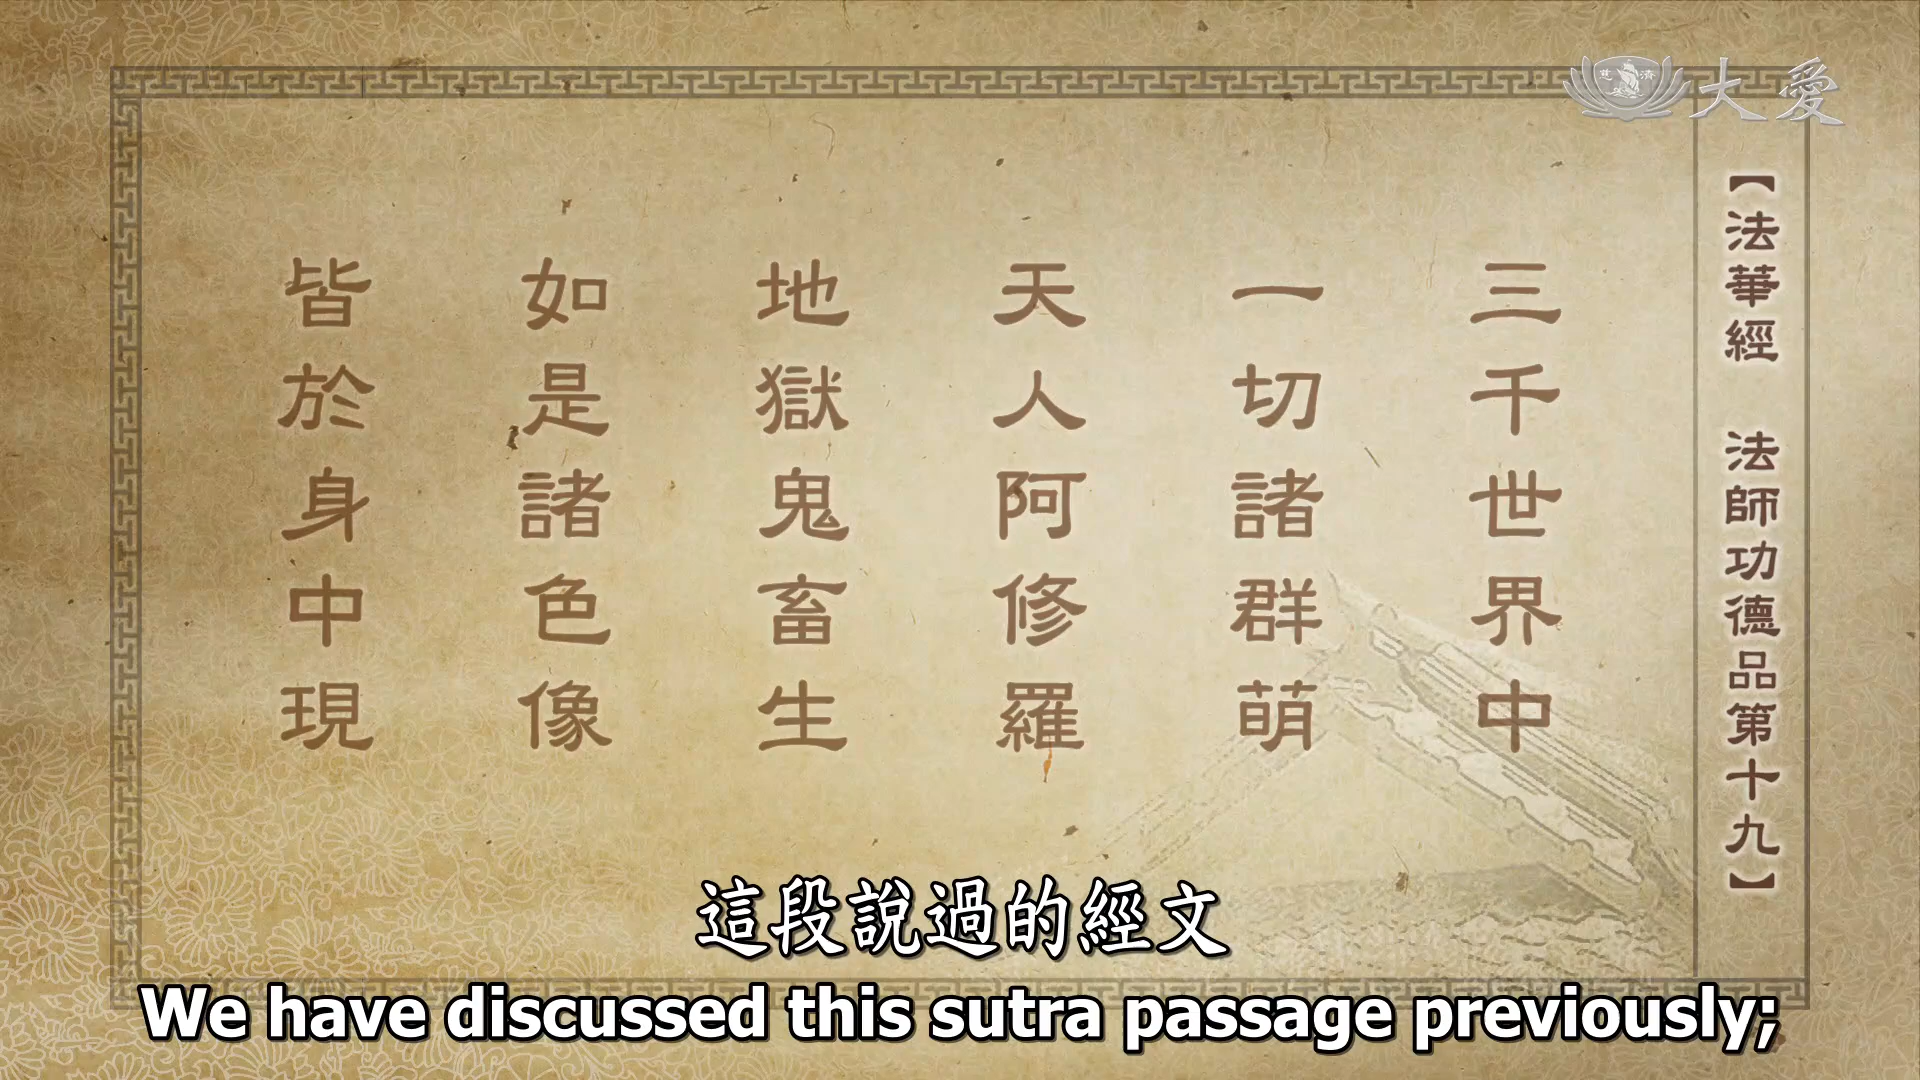 大愛
慈濟
【法華經 法師功德品第十九】
三千世界中
一切諸群萌
天人阿修羅
地獄鬼畜生
如是諸色像
皆於身中現
這段說過的經文
We have discussed this sutra passage previously;